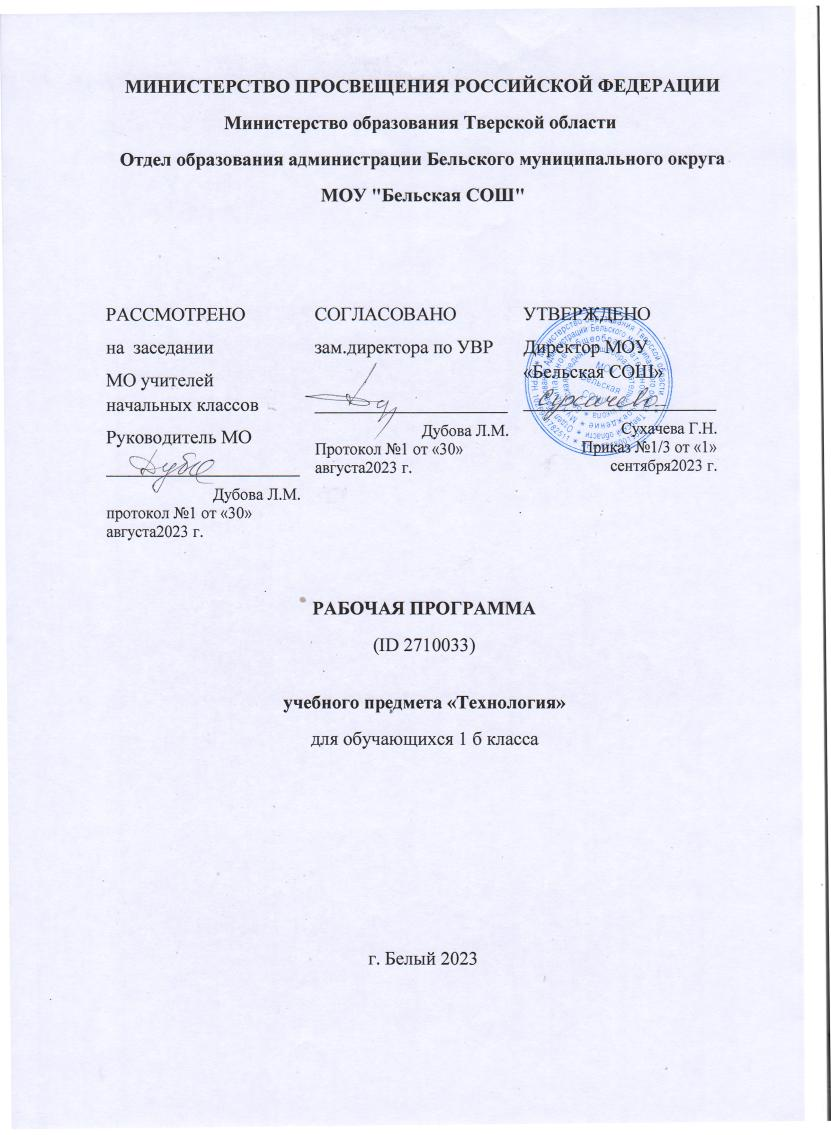 МИНИСТЕРСТВО ПРОСВЕЩЕНИЯ РОССИЙСКОЙ ФЕДЕРАЦИИ
Министерство образования Тверской области
Отдел образования администрации Бельского муниципального округа
МОУ "Бельская СОШ"
РАССМОТРЕНО
на заседании
МО учителей
начальных классов
Руководитель МО
Дубова Л.М.
протокол №1 от «30»
августа2023 г.
СОГЛАСОВАНО
зам.директора по УВР
Дубова Л.М.
Протокол №1 от «30»
августа2023 г.
УТВЕРЖДЕНО
Директор МОУ
«Бельская СОШ»
Сухачева Г.Н.
Приказ №1/3 от «1»
сентября2023 г.
РАБОЧАЯ ПРОГРАММА
(ID 2710033)
учебного предмета «Технология»
для обучающихся 1 б класса
г. Белый 2023